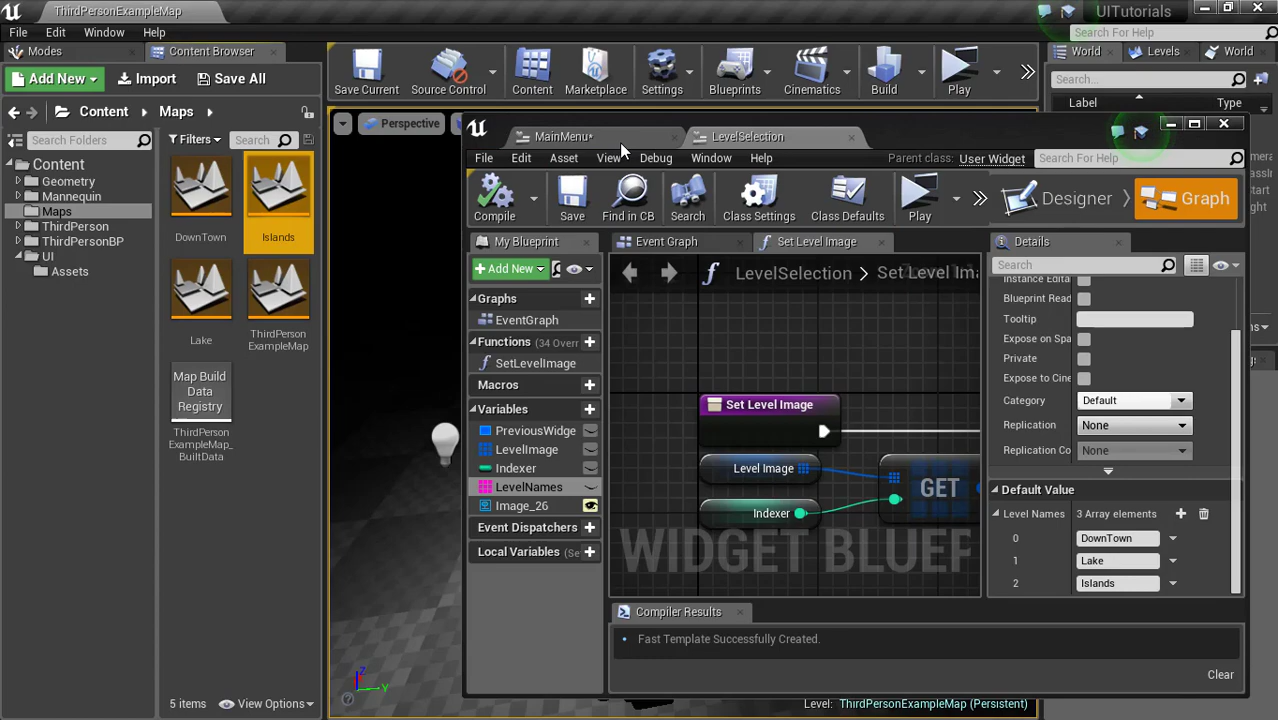 ThirdPersonExampleMap
UITutorials
File Edit Window Help
Search For Help
Modes
Content Browser
World
Levels
World
Add New
Import
Save All
Save Current
Source Control
Content
Marketplace
Settings
Blueprints
Cinematics
Build
Play
Search...
Label
Type
Content
Maps
Search Folders
Filters
Search
Perspective
Content
Geometry
Mannequin
Maps
ThirdPerson
ThirdPersonBP
UI
Assets
DownTown
Islands
Lake
ThirdPerson
ExampleMap
Map Build
Data
Registry
ThirdPerson
ExampleMap_
BuiltData
5 items
View Options
MainMenu*
LevelSelection
File Edit Asset View Debug Window Help
Parent class: User Widget
Search For Help
Compile
Save
Find in CB
Search
Class Settings
Class Defaults
Play
Designer
Graph
My Blueprint
Add New
Graphs
EventGraph
Functions (34 Overr
SetLevelImage
Macros
Variables
PreviousWidge
LevelImage
Indexer
LevelNames
Image_26
Event Dispatchers
Local Variables (Se
Event Graph
Set Level Image
LevelSelection > Set Level Ima
Set Level Image
Level Image
Indexer
GET
WIDGET BLUEP
Details
Search
Instance Edita
Blueprint Read
Tooltip
Expose on Spa
Private
Expose to Cine
Category Default
Replication None
Replication Co None
Default Value
Level Names 3 Array elements
0 DownTown
1 Lake
2 Islands
Compiler Results
Fast Template Successfully Created.
Clear
Level: ThirdPersonExampleMap (Persistent)